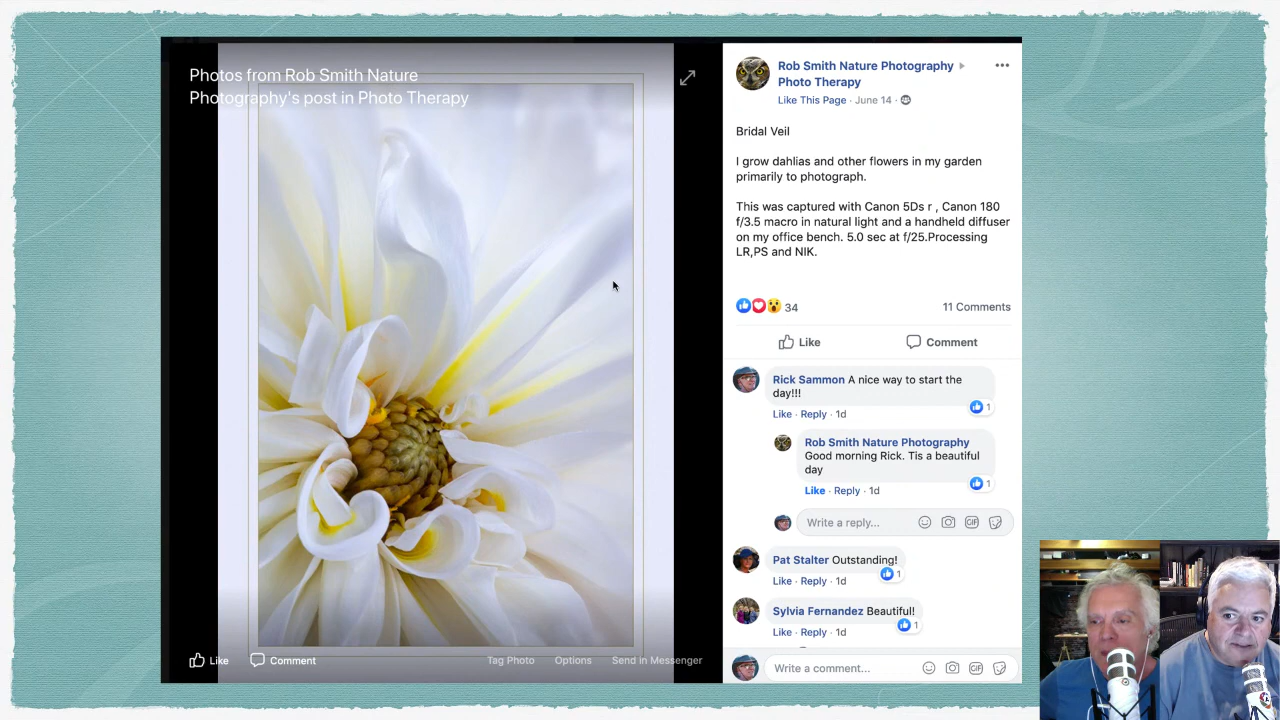 Photos from Rob Smith Nature
Photography's post in Photo Therapy
Like
Comment
Tag Photo
Options
Send in Messenger
Rob Smith Nature Photography
Photo Therapy
Like This Page · June 14 ·
Bridal Veil
I grow dahlias and other flowers in my garden
primarily to photograph.
This was captured with Canon 5Ds r , Canon 180
f/3.5 macro in natural light and a handheld diffuser
on my office bench. 5.0 sec at f/25.Processing
LR,PS and NIK.
34
11 Comments
Like
Comment
Rick Sammon A nice way to start the
day!!!
1
Like · Reply · 1d
Rob Smith Nature Photography
Good morning Rick. Tis a beautiful
day
1
Like · Reply · 1d
Write a reply...
GIF
Pat Stalter Outstanding!
1
Like · Reply · 1d
Sylvia Fernandez Beautiful!
1
Like · Reply · 1d
Write a comment...
GIF